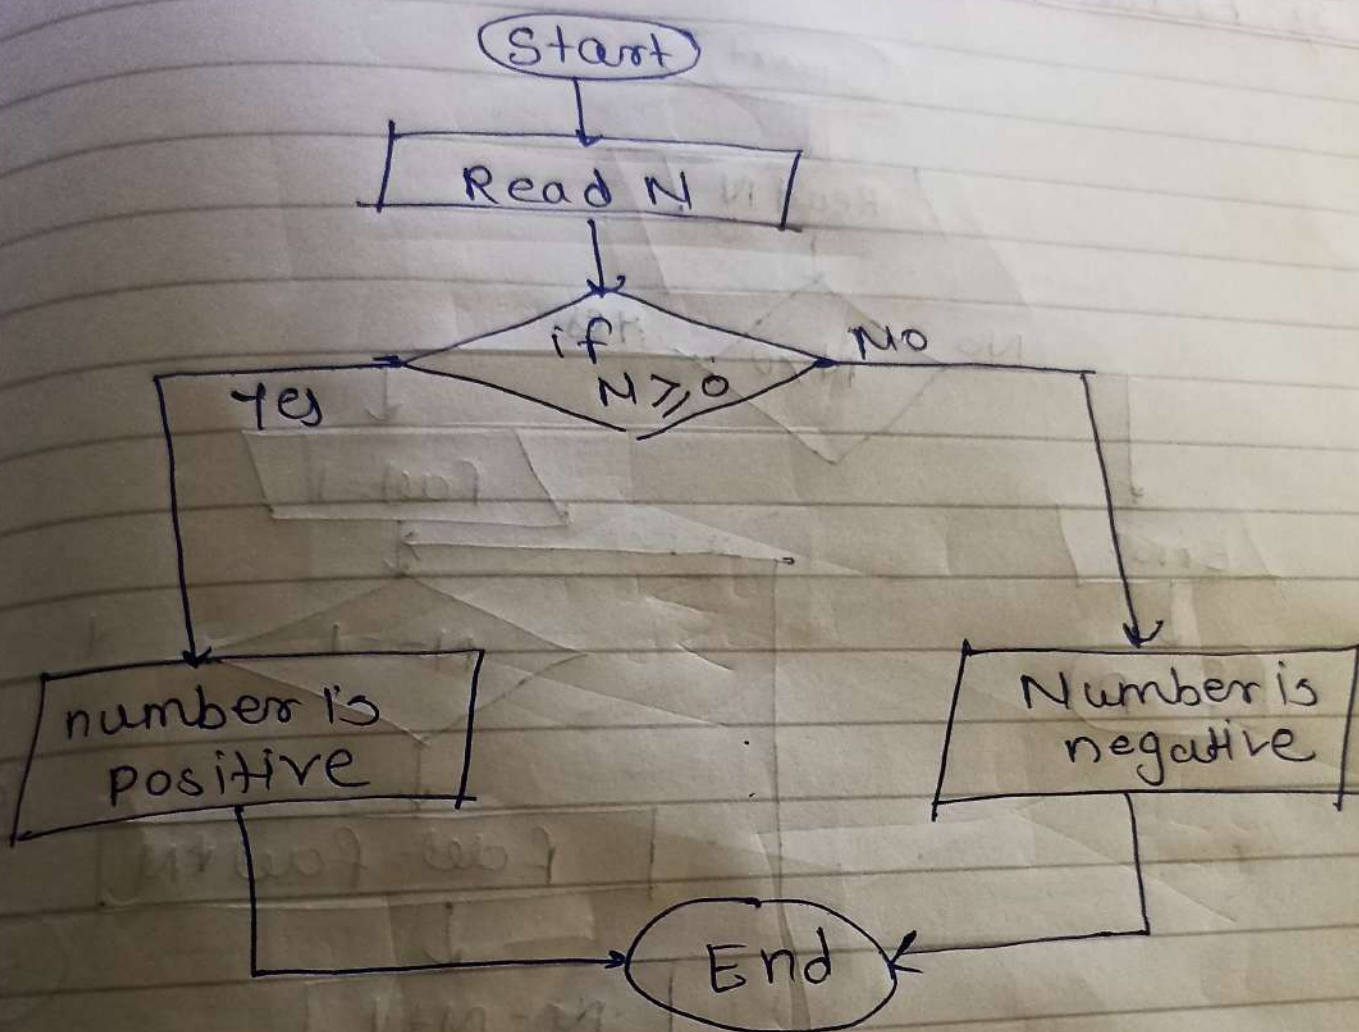 Start
Read N
if
N ⩾ 0
Yes
No
number is
positive
Number is
negative
End